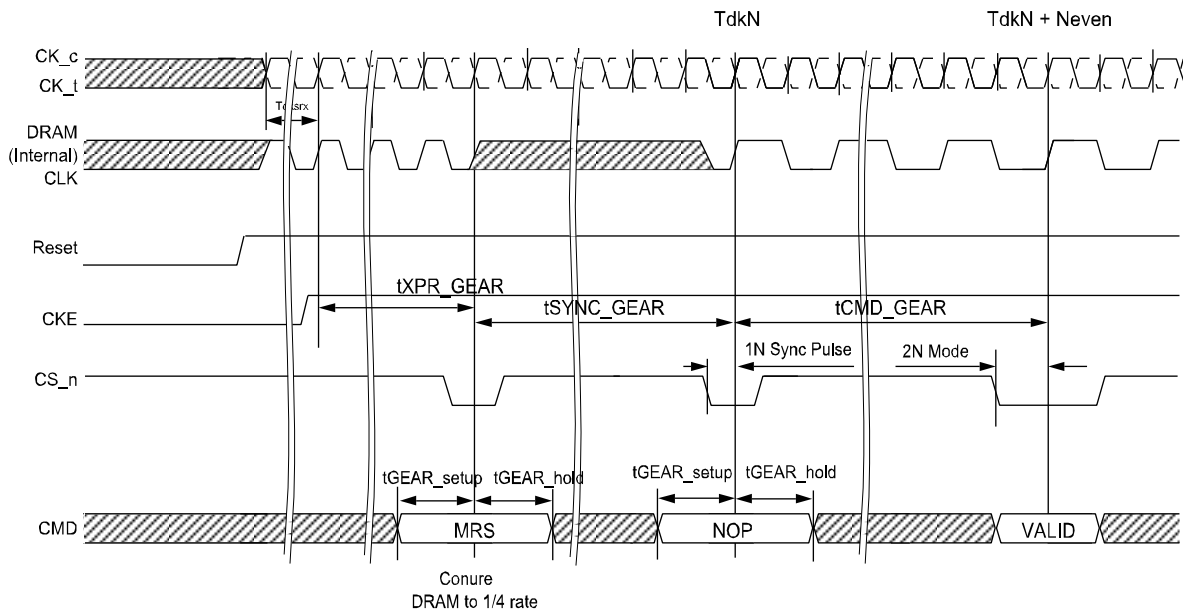 TdkN
TdkN + Neven
CK_c
CK_t
Tcksrx
DRAM
(Internal)
CLK
Reset
tXPR_GEAR
tSYNC_GEAR
tCMD_GEAR
CKE
1N Sync Pulse
2N Mode
CS_n
tGEAR_setup
tGEAR_hold
tGEAR_setup
tGEAR_hold
CMD
MRS
NOP
VALID
Conure
DRAM to 1/4 rate